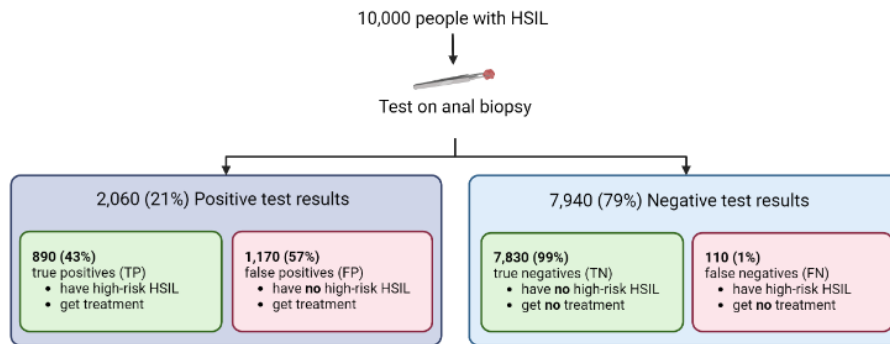 10,000 people with HSIL
Test on anal biopsy
2,060 (21%) Positive test results
890 (43%)
true positives (TP)
• have high-risk HSIL
• get treatment
1,170 (57%)
false positives (FP)
• have no high-risk HSIL
• get treatment
7,940 (79%) Negative test results
7,830 (99%)
true negatives (TN)
• have no high-risk HSIL
• get no treatment
110 (1%)
false negatives (FN)
• have high-risk HSIL
• get no treatment